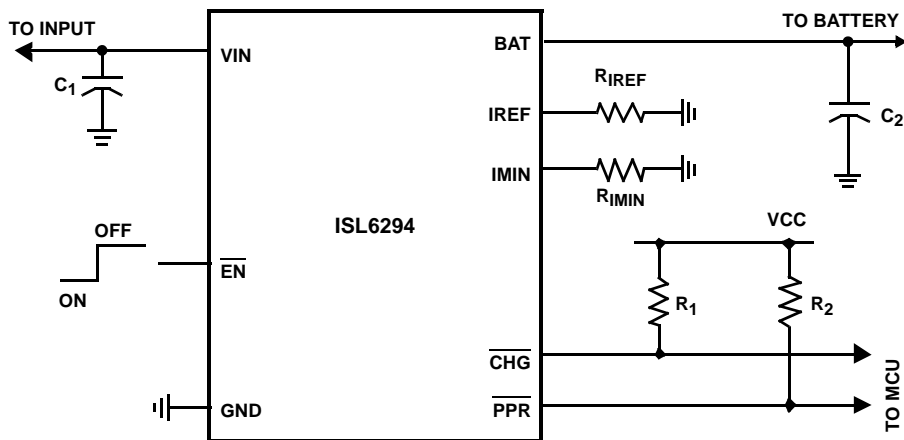 TO INPUT
C1
VIN
BAT
TO BATTERY
RIREF
IREF
C2
IMIN
RIMIN
ISL6294
VCC
OFF
ON
EN
R1
R2
CHG
GND
PPR
TO MCU